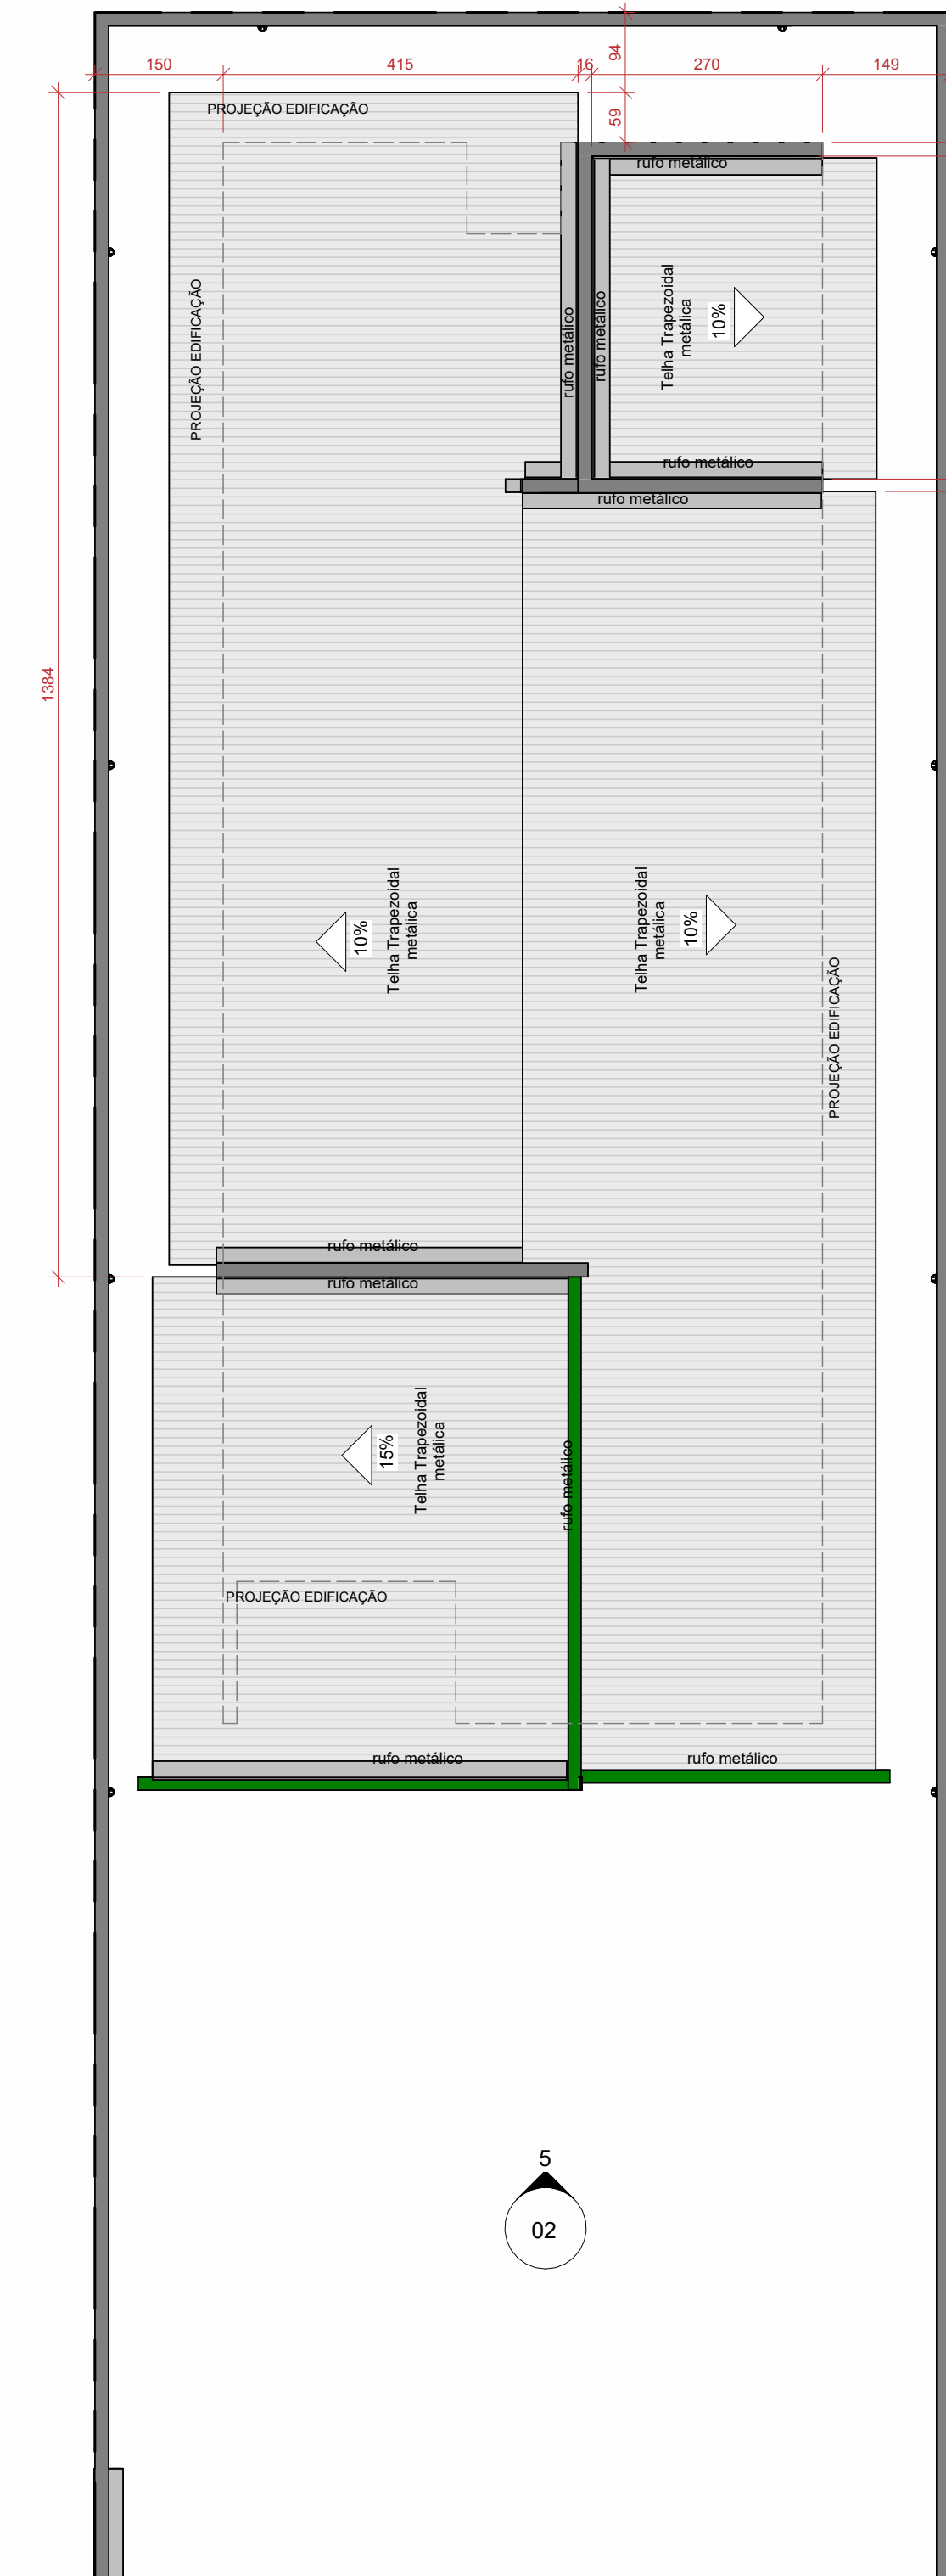 94
150
415
16
270
149
59
PROJEÇÃO EDIFICAÇÃO
rufo metálico
PROJEÇÃO EDIFICAÇÃO
rufo metálico
rufo metálico
Telha Trapezoidal
metálica
10%
rufo metálico
rufo metálico
1384
10%
Telha Trapezoidal
metálica
Telha Trapezoidal
metálica
10%
PROJEÇÃO EDIFICAÇÃO
rufo metálico
rufo metálico
15%
Telha Trapezoidal
metálica
rufo metálico
PROJEÇÃO EDIFICAÇÃO
rufo metálico
rufo metálico
5
02